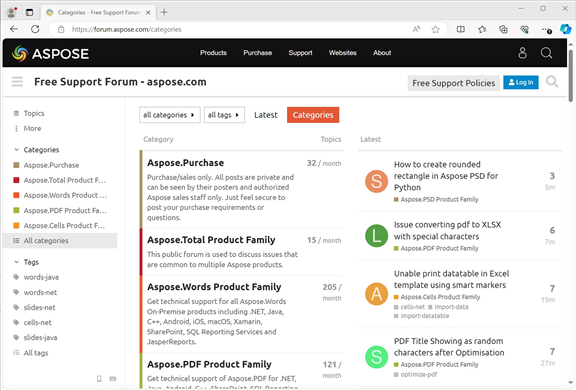 Categories - Free Support Forum
https://forum.aspose.com/categories
ASPOSE
Products Purchase Support Websites About
Free Support Forum - aspose.com
Free Support Policies
Log In
Topics
More
Categories
Aspose.Purchase
Aspose.Total Product F...
Aspose.Words Product ...
Aspose.PDF Product Fa...
Aspose.Cells Product F...
All categories
Tags
words-java
words-net
slides-net
cells-net
slides-java
All tags
all categories all tags Latest Categories
Category Topics
Aspose.Purchase 32 / month
Purchase/sales only. All posts are private and
can be seen by their posters and authorized
Aspose sales staff only. Just feel secure to
post your purchase requirements or
questions.
Aspose.Total Product Family 15 / month
This public forum is used to discuss issues that
are common to multiple Aspose products.
Aspose.Words Product Family 205 /
month
Get technical support for all Aspose.Words
On-Premise products including .NET, Java,
C++, Android, iOS, macOS, Xamarin,
SharePoint, SQL Reporting Services and
JasperReports.
Aspose.PDF Product Family 121 /
month
Get technical support of Aspose.PDF for .NET,
Latest
S
How to create rounded
rectangle in Aspose PSD for
Python
Aspose.PSD Product Family
3
5m
L
Issue converting pdf to XLSX
with special characters
Aspose.PDF Product Family
6
7m
A
Unable print datatable in Excel
template using smart markers
Aspose.Cells Product Family
cells-net import-data
import-datatable
7
19m
S
PDF Title Showing as random
characters after Optimisation
Aspose.PDF Product Family
optimize-pdf
7
27m